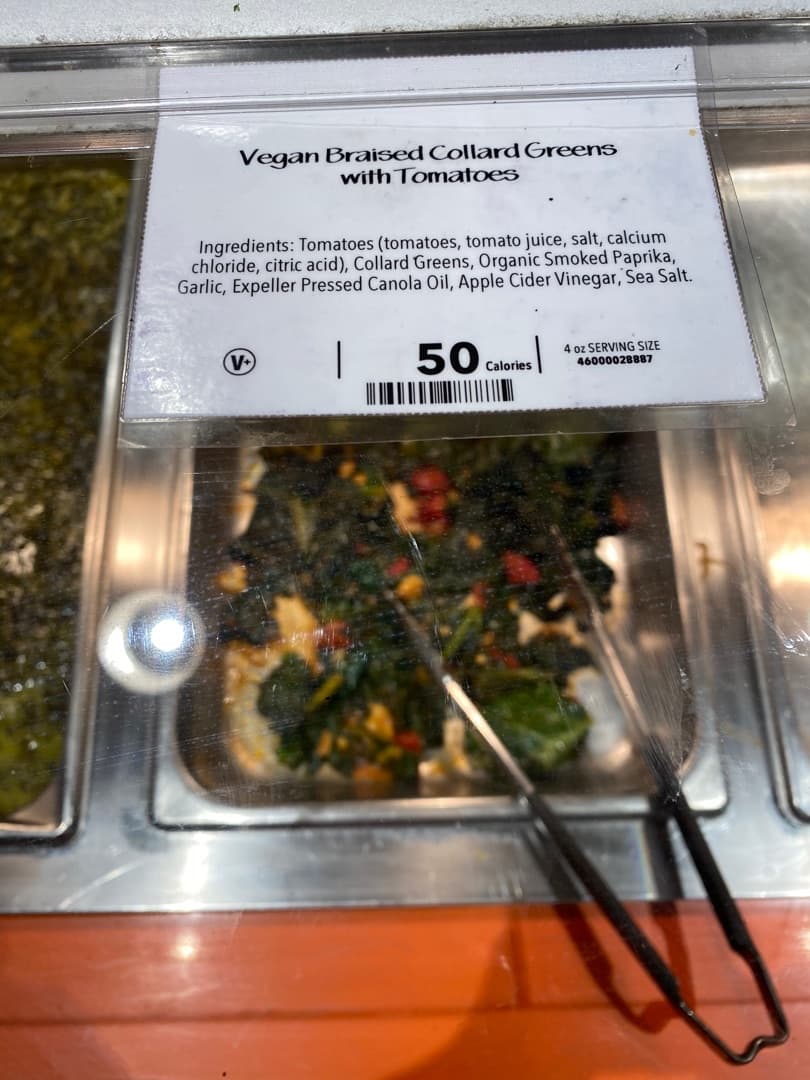 Vegan Braised Collard Greens
with Tomatoes
Ingredients: Tomatoes (tomatoes, tomato juice, salt, calcium
chloride, citric acid), Collard Greens, Organic Smoked Paprika,
Garlic, Expeller Pressed Canola Oil, Apple Cider Vinegar, Sea Salt.
V+
50 Calories
4 oz SERVING SIZE
46000028887